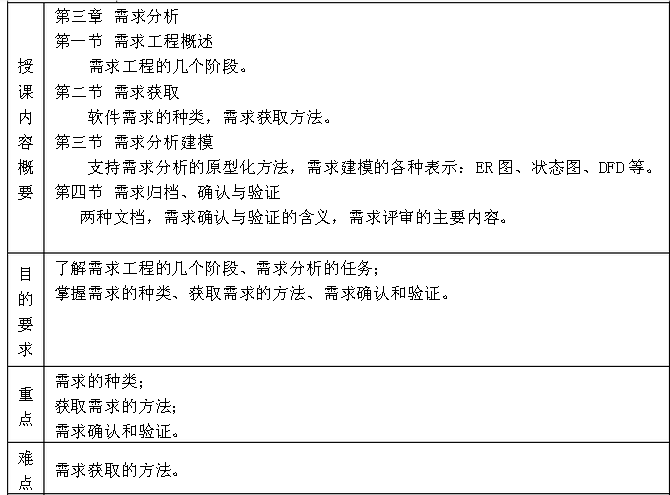 授课内容概要
第三章 需求分析
第一节 需求工程概述
需求工程的几个阶段。
第二节 需求获取
软件需求的种类，需求获取方法。
第三节 需求分析建模
支持需求分析的原型化方法，需求建模的各种表示：ER 图、状态图、DFD 等。
第四节 需求归档、确认与验证
两种文档，需求确认与验证的含义，需求评审的主要内容。
目的要求
了解需求工程的几个阶段、需求分析的任务；
掌握需求的种类、获取需求的方法、需求确认和验证。
重点
需求的种类；
获取需求的方法；
需求确认和验证。
难点
需求获取的方法。